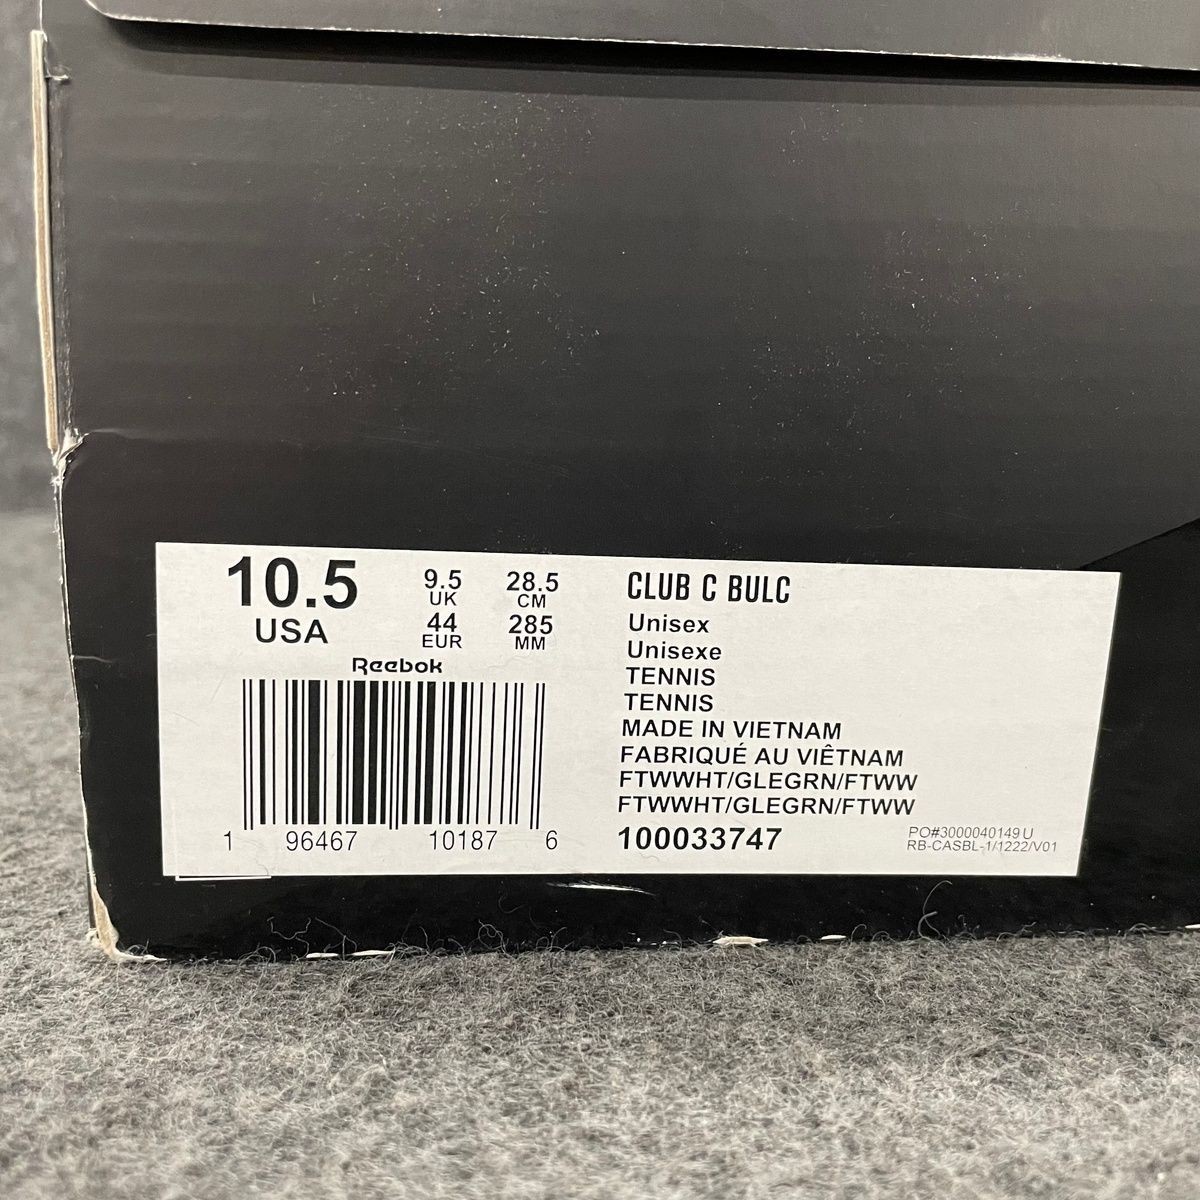 10.5
USA
9.5
UK
44
EUR
28.5
CM
285
MM
Reebok
1 96467 10187 6
CLUB C BULC
Unisex
Unisexe
TENNIS
TENNIS
MADE IN VIETNAM
FABRIQUÉ AU VIÊTNAM
FTWWHT/GLEGRN/FTWW
FTWWHT/GLEGRN/FTWW
100033747
PO#3000040149 U
RB-CASBL-1/1222/V01